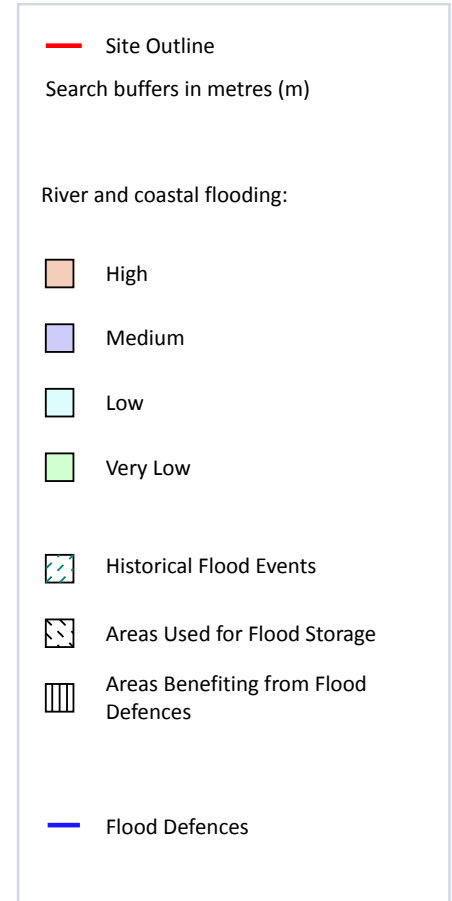 Site Outline
Search buffers in metres (m)
River and coastal flooding:
High
Medium
Low
Very Low
Historical Flood Events
Areas Used for Flood Storage
Areas Benefiting from Flood
Defences
Flood Defences